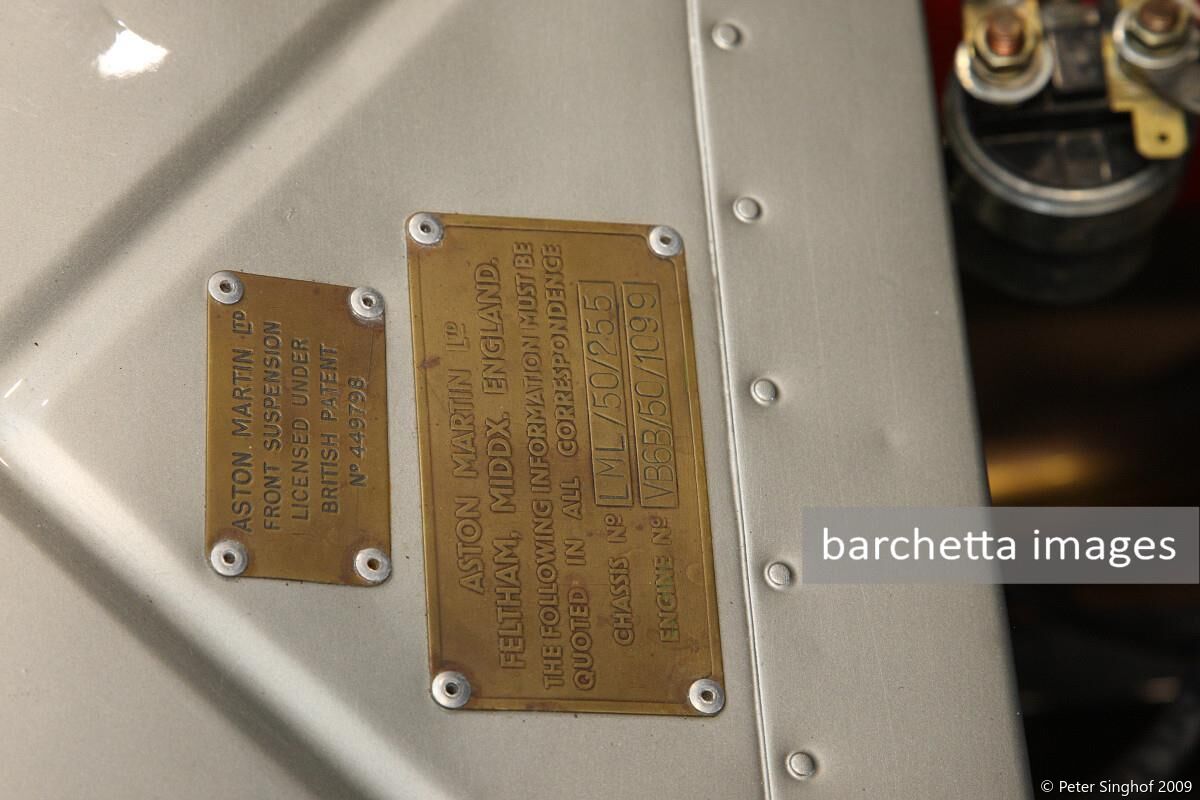 ASTON MARTIN LTD
FRONT SUSPENSION
LICENSED UNDER
BRITISH PATENT
Nº 449798
ASTON MARTIN LTD
FELTHAM, MIDDX. ENGLAND.
THE FOLLOWING INFORMATION MUST BE
QUOTED IN ALL CORRESPONDENCE
CHASSIS Nº LML/50/255
ENGINE Nº VB6B/50/1099
barchetta images
© Peter Singhof 2009